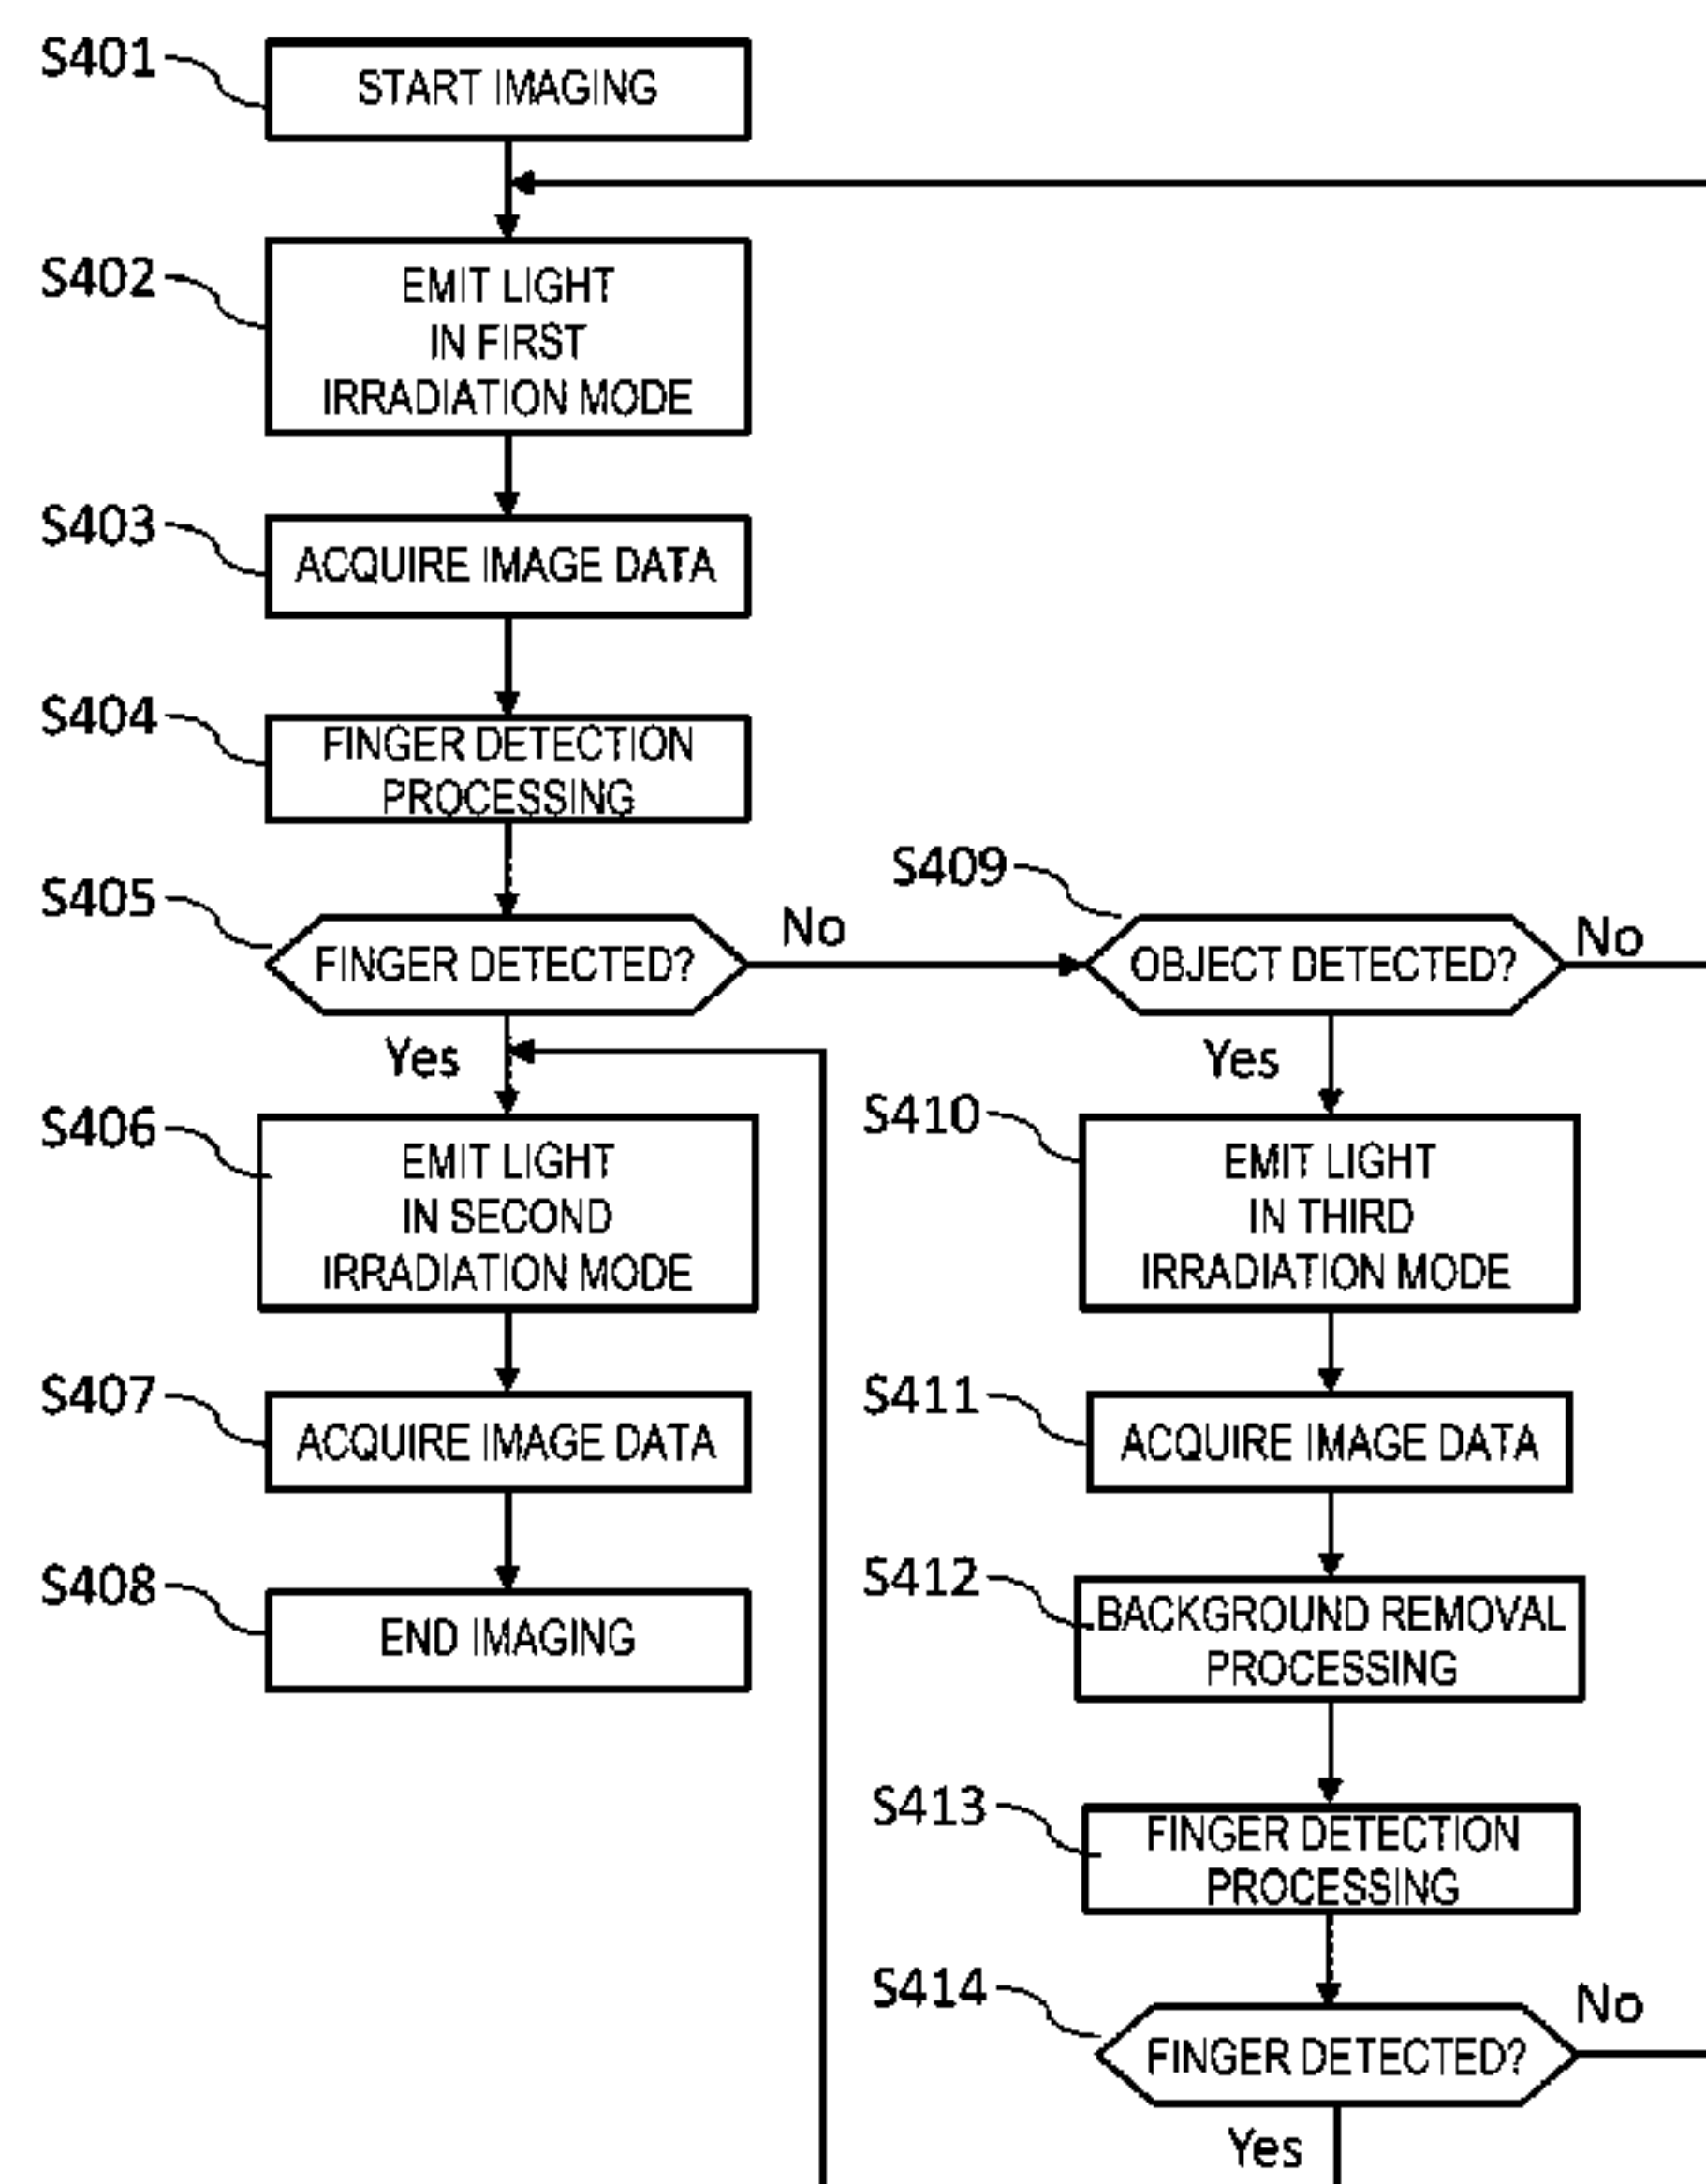 S401
START IMAGING
S402
EMIT LIGHT
IN FIRST
IRRADIATION MODE
S403
ACQUIRE IMAGE DATA
S404
FINGER DETECTION
PROCESSING
S405
FINGER DETECTED?
No
Yes
S406
EMIT LIGHT
IN SECOND
IRRADIATION MODE
S407
ACQUIRE IMAGE DATA
S408
END IMAGING
S409
OBJECT DETECTED?
No
Yes
S410
EMIT LIGHT
IN THIRD
IRRADIATION MODE
S411
ACQUIRE IMAGE DATA
S412
BACKGROUND REMOVAL
PROCESSING
S413
FINGER DETECTION
PROCESSING
S414
FINGER DETECTED?
No
Yes